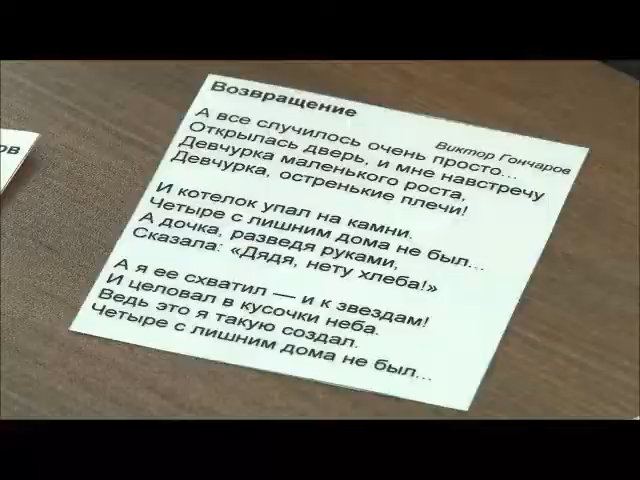 Возвращение
Виктор Гончаров
А все случилось очень просто...
Открылась дверь, и мне навстречу
Девчурка маленького роста,
Девчурка, остренькие плечи!
И котелок упал на камни.
Четыре с лишним дома не был...
А дочка, разведя руками,
Сказала: «Дядя, нету хлеба!»
А я ее схватил — и к звездам!
И целовал в кусочки неба.
Ведь это я такую создал.
Четыре с лишним дома не был...
ов